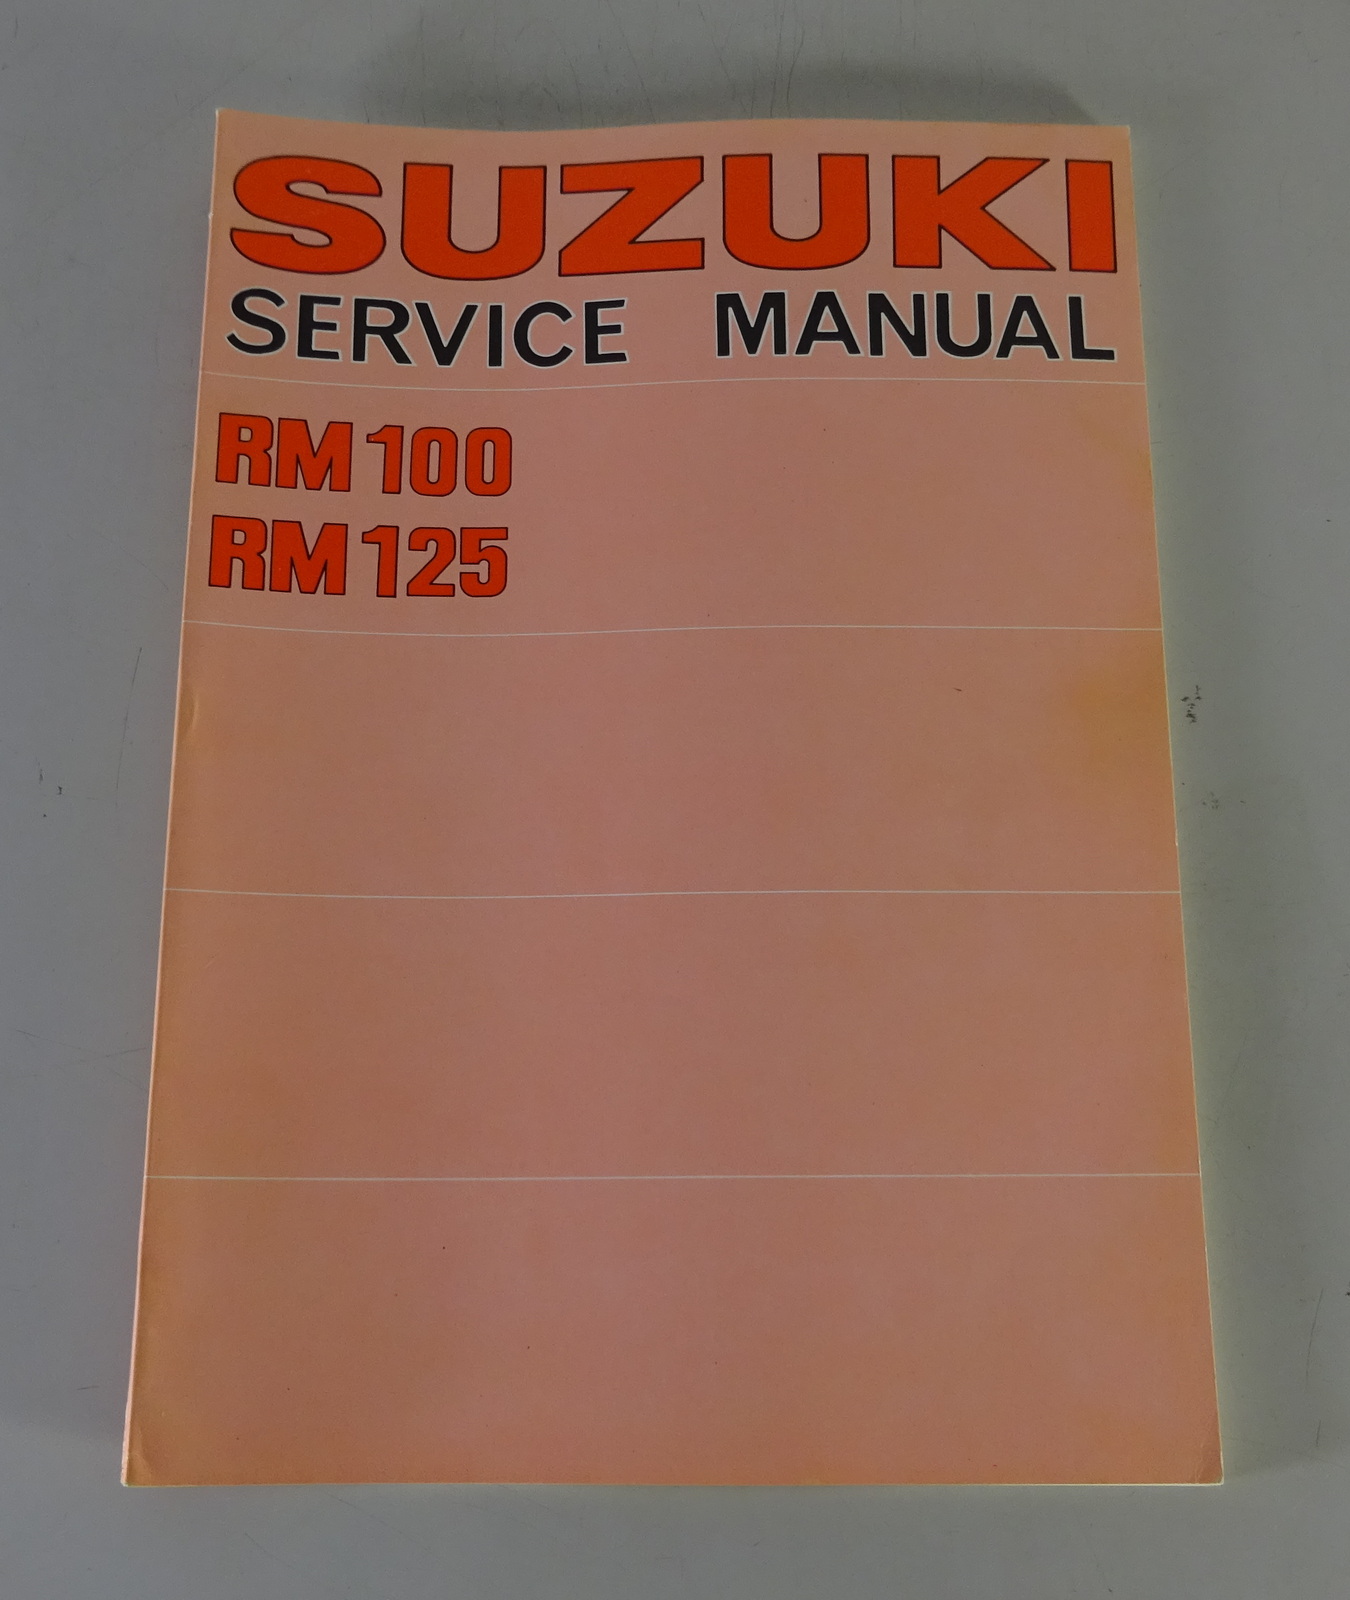 SUZUKI
SERVICE MANUAL
RM 100
RM 125